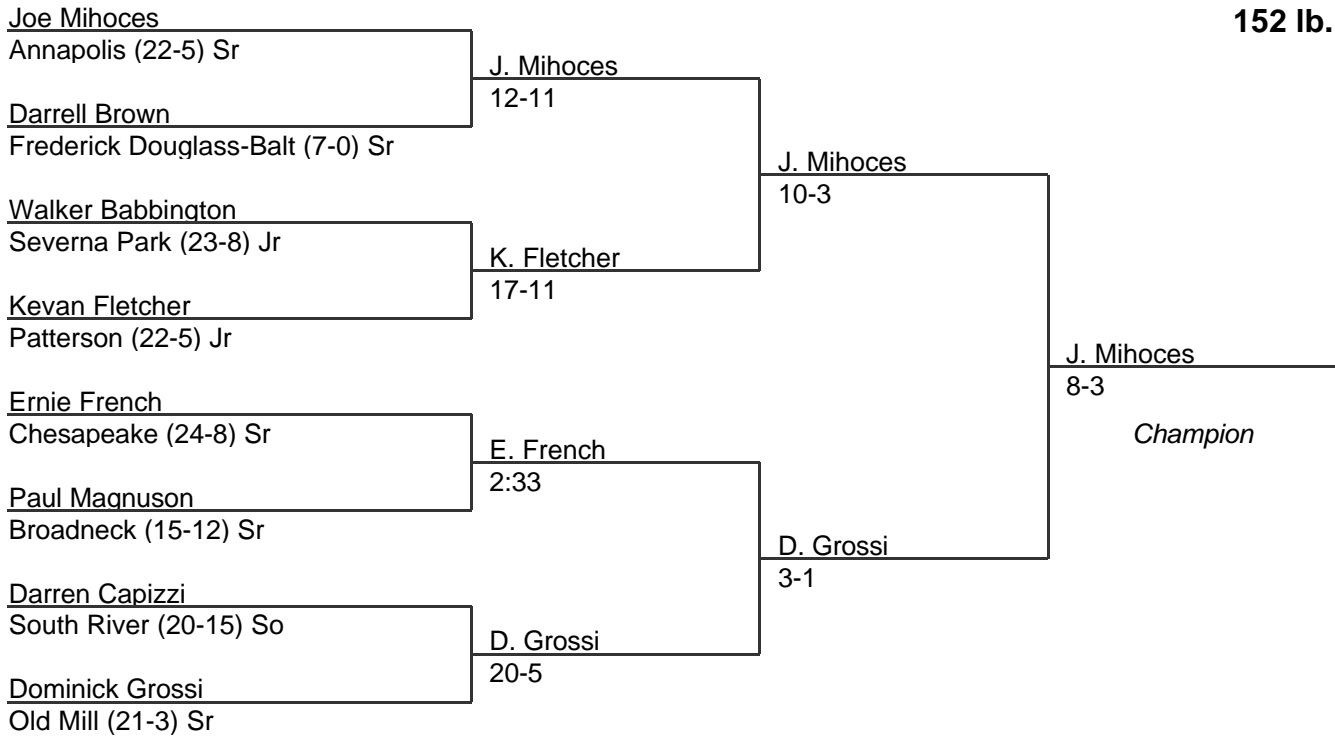 152 lb.
Joe Mihoces
Annapolis (22-5) Sr
J. Mihoces
12-11
Darrell Brown
Frederick Douglass-Balt (7-0) Sr
J. Mihoces
10-3
Walker Babbington
Severna Park (23-8) Jr
K. Fletcher
17-11
Kevan Fletcher
Patterson (22-5) Jr
J. Mihoces
8-3
Champion
Ernie French
Chesapeake (24-8) Sr
E. French
2:33
Paul Magnuson
Broadneck (15-12) Sr
D. Grossi
3-1
Darren Capizzi
South River (20-15) So
D. Grossi
20-5
Dominick Grossi
Old Mill (21-3) Sr